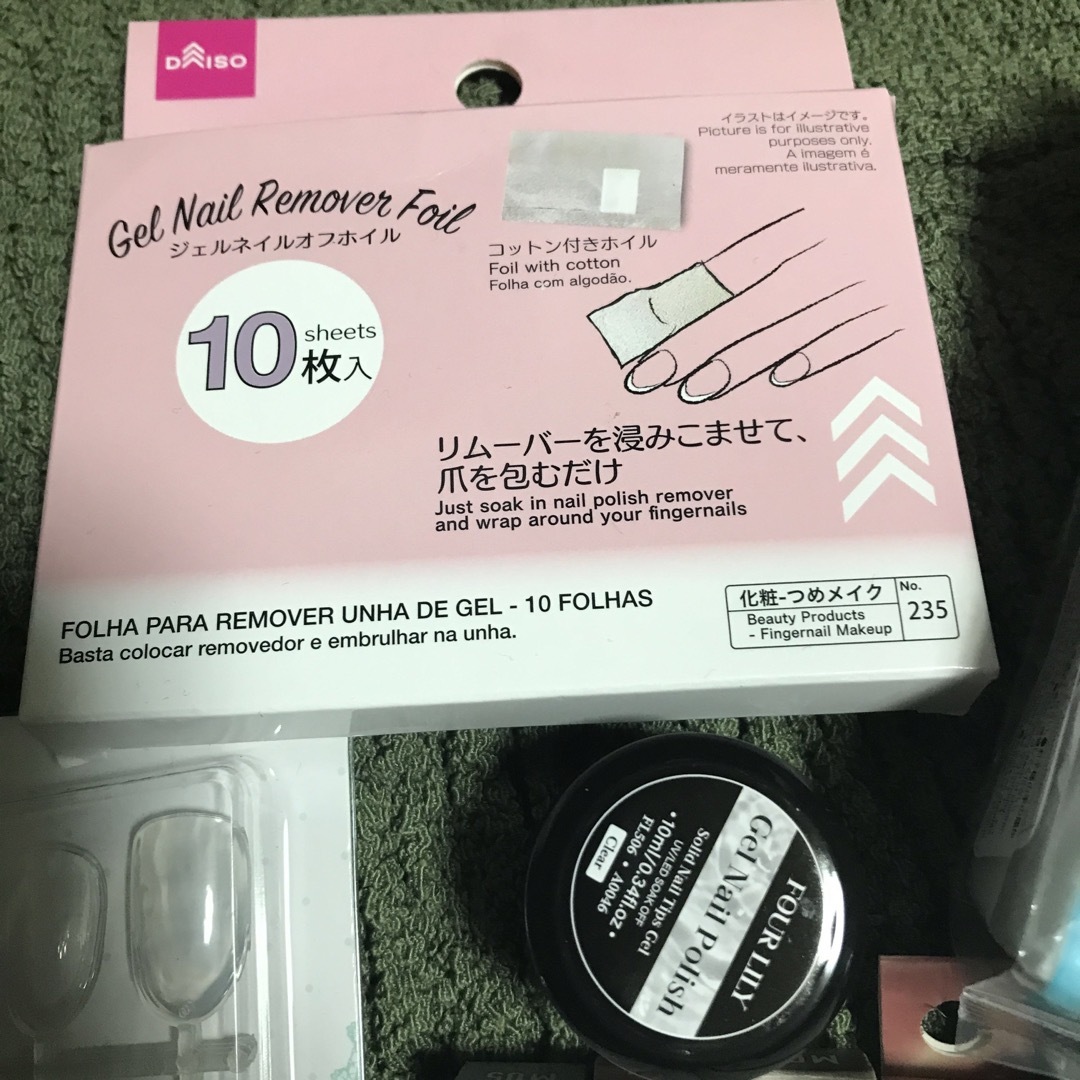 DAISO
イラストはイメージです。
Picture is for illustrative
purposes only.
A imagem é
meramente ilustrativa.
Gel Nail Remover Foil
ジェルネイルオフホイル
コットン付きホイル
Foil with cotton
Folha com algodão.
10 sheets
枚入
リムーバーを浸みこませて、
爪を包むだけ
Just soak in nail polish remover
and wrap around your fingernails
FOLHA PARA REMOVER UNHA DE GEL - 10 FOLHAS
Basta colocar removedor e embrulhar na unha.
化粧-つめメイク
Beauty Products
- Fingernail Makeup
No.
235
FOUR LILY
Gel Nail Polish
Solid Nail Tips Gel
UV/LED SOAK OFF
• 10ml/0.34fl.oz •
FL506 • A0046
Clear